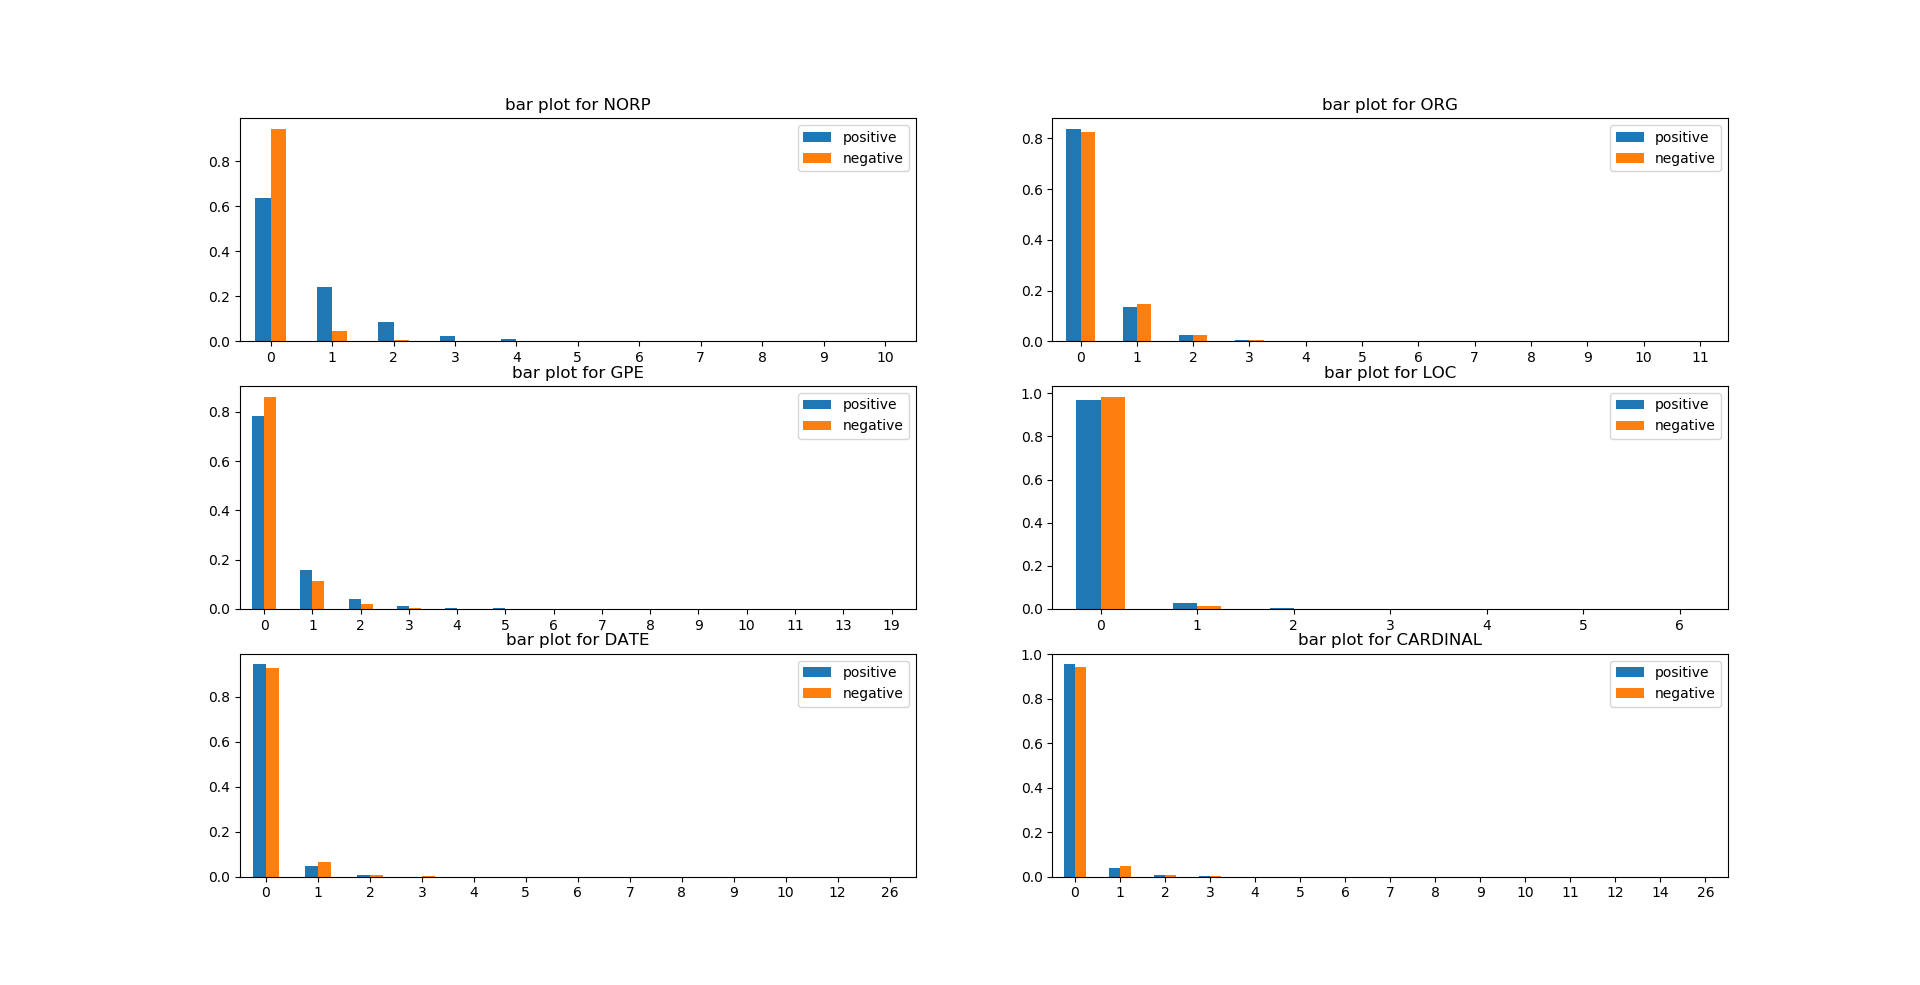 bar plot for NORP
positive
negative
0.8
0.6
0.4
0.2
0.0
0 1 2 3 4 5 6 7 8 9 10
bar plot for ORG
positive
negative
0.8
0.6
0.4
0.2
0.0
0 1 2 3 4 5 6 7 8 9 10 11
bar plot for GPE
positive
negative
0.8
0.6
0.4
0.2
0.0
0 1 2 3 4 5 6 7 8 9 10 11 13 19
bar plot for LOC
positive
negative
1.0
0.8
0.6
0.4
0.2
0.0
0 1 2 3 4 5 6
bar plot for DATE
positive
negative
0.8
0.6
0.4
0.2
0.0
0 1 2 3 4 5 6 7 8 9 10 12 26
bar plot for CARDINAL
positive
negative
1.0
0.8
0.6
0.4
0.2
0.0
0 1 2 3 4 5 6 7 8 9 10 11 12 14 26